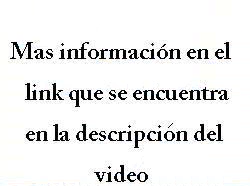 Mas información en el
link que se encuentra
en la descripción del
video